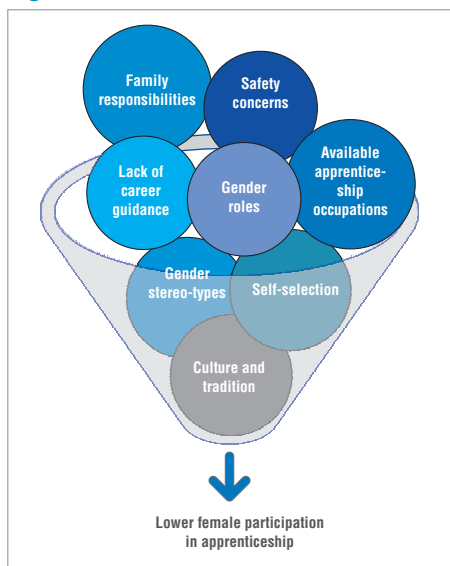 Family
responsibilities
Safety
concerns
Lack of
career
guidance
Gender
roles
Available
apprentice-
ship
occupations
Gender
stereo-types
Self-selection
Culture and
tradition
Lower female participation
in apprenticeship